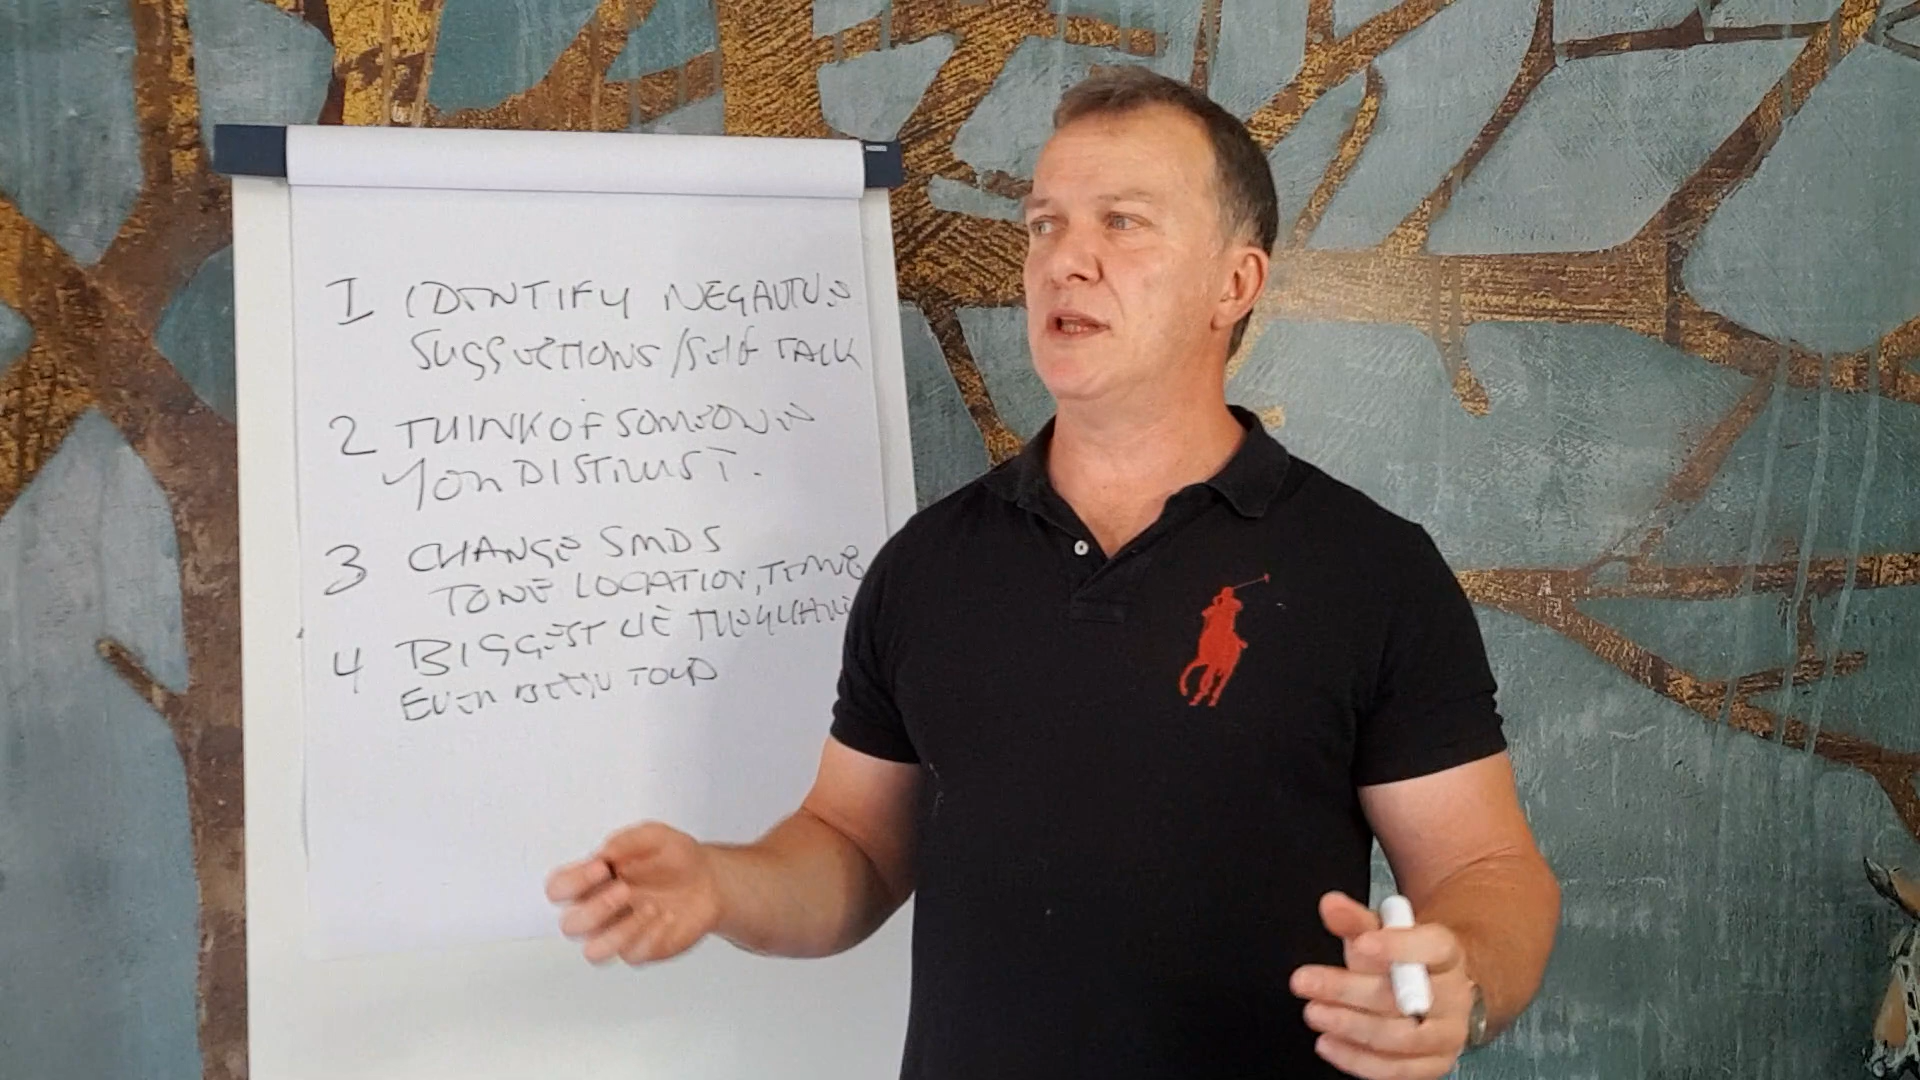 1 IDENTIFY NEGATIVE
SUGGESTIONS/Self TALK
2 THINK OF SOMEONE
YOU DISTRUST.
3 CHANGE SMDS
TONE LOCATION, TIMBE
4 BIGGEST LIE THEY HAVE
EVER BEEN TOLD